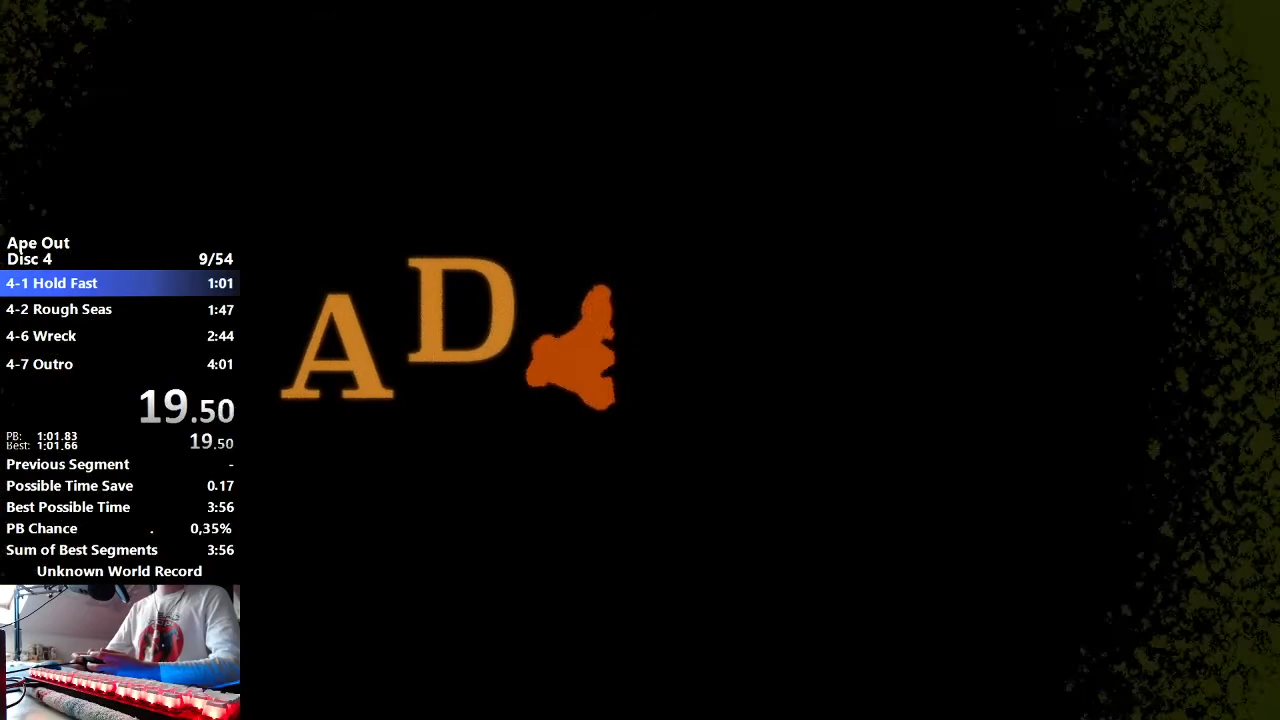 Ape Out
Disc 4 9/54
4-1 Hold Fast 1:01
4-2 Rough Seas 1:47
4-6 Wreck 2:44
4-7 Outro 4:01
19.50
PB: 1:01.83 19.50
Best: 1:01.66
Previous Segment -
Possible Time Save 0.17
Best Possible Time 3:56
PB Chance . 0,35%
Sum of Best Segments 3:56
Unknown World Record
AD